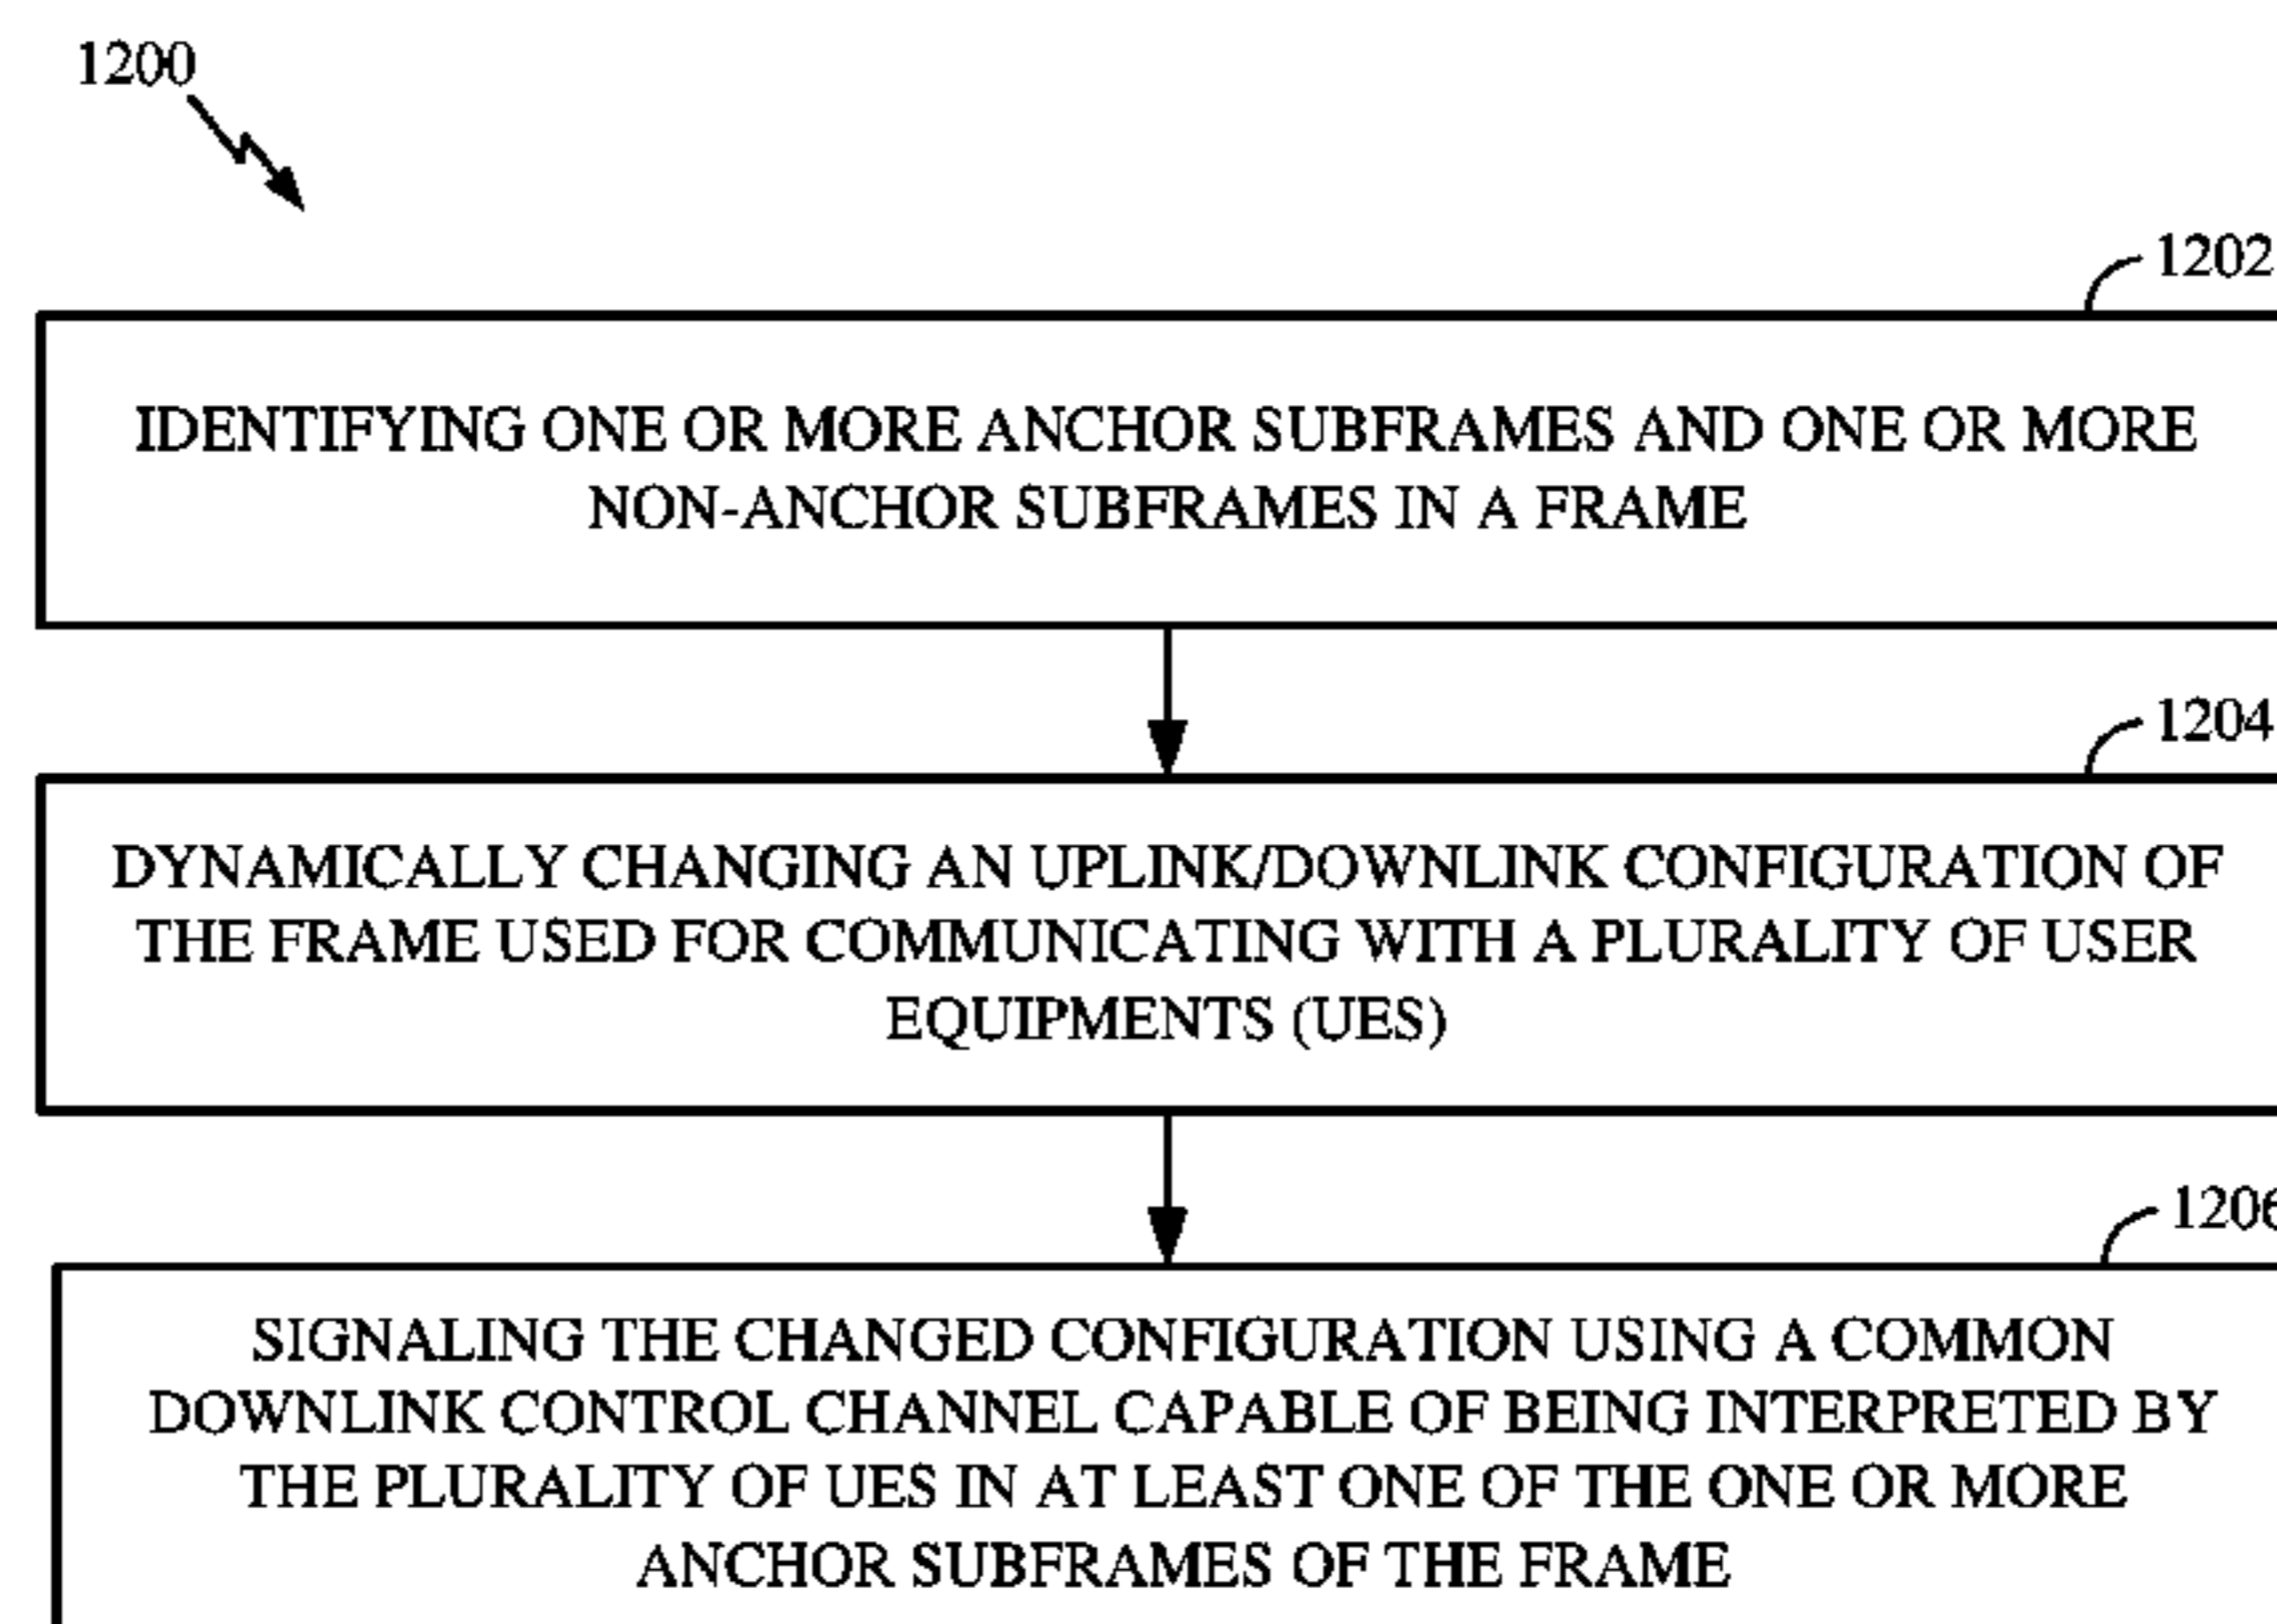 1200
1202
IDENTIFYING ONE OR MORE ANCHOR SUBFRAMES AND ONE OR MORE
NON-ANCHOR SUBFRAMES IN A FRAME
1204
DYNAMICALLY CHANGING AN UPLINK/DOWNLINK CONFIGURATION OF
THE FRAME USED FOR COMMUNICATING WITH A PLURALITY OF USER
EQUIPMENTS (UES)
1206
SIGNALING THE CHANGED CONFIGURATION USING A COMMON
DOWNLINK CONTROL CHANNEL CAPABLE OF BEING INTERPRETED BY
THE PLURALITY OF UES IN AT LEAST ONE OF THE ONE OR MORE
ANCHOR SUBFRAMES OF THE FRAME